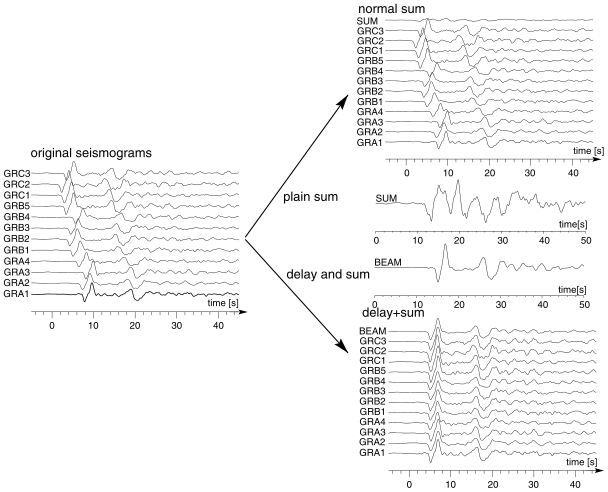 original seismograms
GRC3
GRC2
GRC1
GRB5
GRB4
GRB3
GRB2
GRB1
GRA4
GRA3
GRA2
GRA1
time [s]
0 10 20 30 40
plain sum
delay and sum
normal sum
SUM
GRC3
GRC2
GRC1
GRB5
GRB4
GRB3
GRB2
GRB1
GRA4
GRA3
GRA2
GRA1
time [s]
0 10 20 30 40
SUM
time[s]
0 10 20 30 40 50
BEAM
time[s]
0 10 20 30 40 50
delay+sum
BEAM
GRC3
GRC2
GRC1
GRB5
GRB4
GRB3
GRB2
GRB1
GRA4
GRA3
GRA2
GRA1
time [s]
0 10 20 30 40